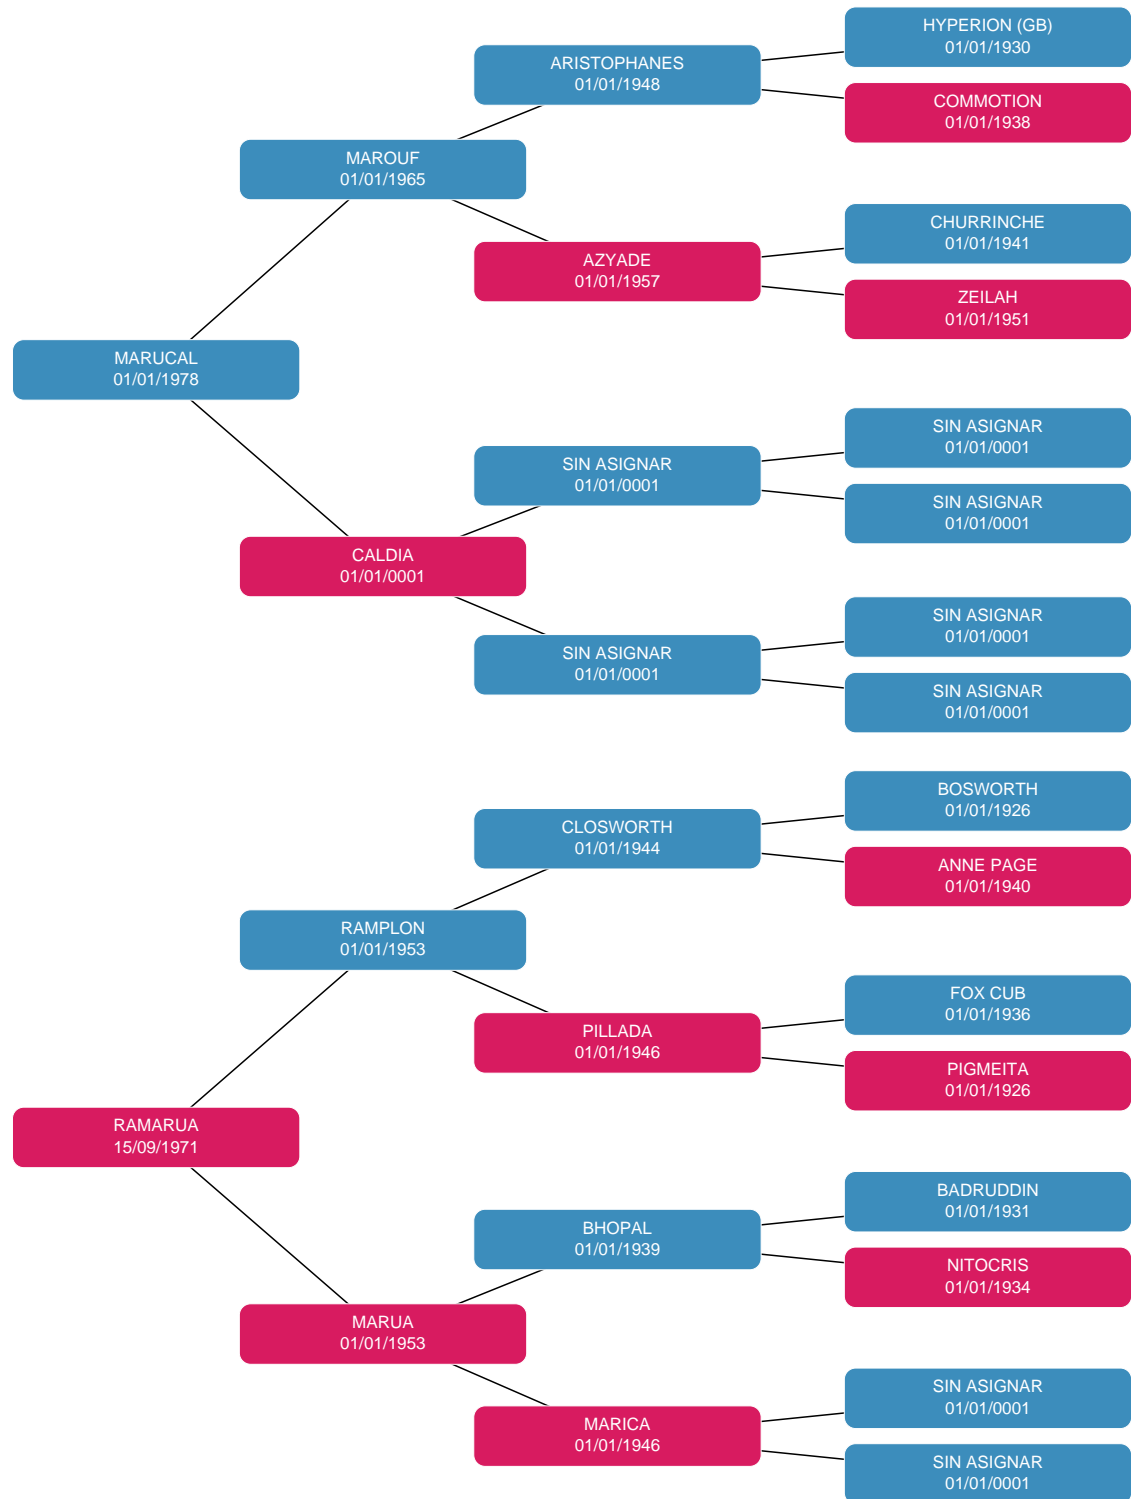 HYPERION (GB)
01/01/1930
ARISTOPHANES
01/01/1948
COMMOTION
01/01/1938
MAROUF
01/01/1965
CHURRINCHE
01/01/1941
AZYADE
01/01/1957
ZEILAH
01/01/1951
MARUCAL
01/01/1978
SIN ASIGNAR
01/01/0001
SIN ASIGNAR
01/01/0001
SIN ASIGNAR
01/01/0001
CALDIA
01/01/0001
SIN ASIGNAR
01/01/0001
SIN ASIGNAR
01/01/0001
SIN ASIGNAR
01/01/0001
BOSWORTH
01/01/1926
CLOSWORTH
01/01/1944
ANNE PAGE
01/01/1940
RAMPLON
01/01/1953
FOX CUB
01/01/1936
PILLADA
01/01/1946
PIGMEITA
01/01/1926
RAMARUA
15/09/1971
BADRUDDIN
01/01/1931
BHOPAL
01/01/1939
NITOCRIS
01/01/1934
MARUA
01/01/1953
SIN ASIGNAR
01/01/0001
MARICA
01/01/1946
SIN ASIGNAR
01/01/0001